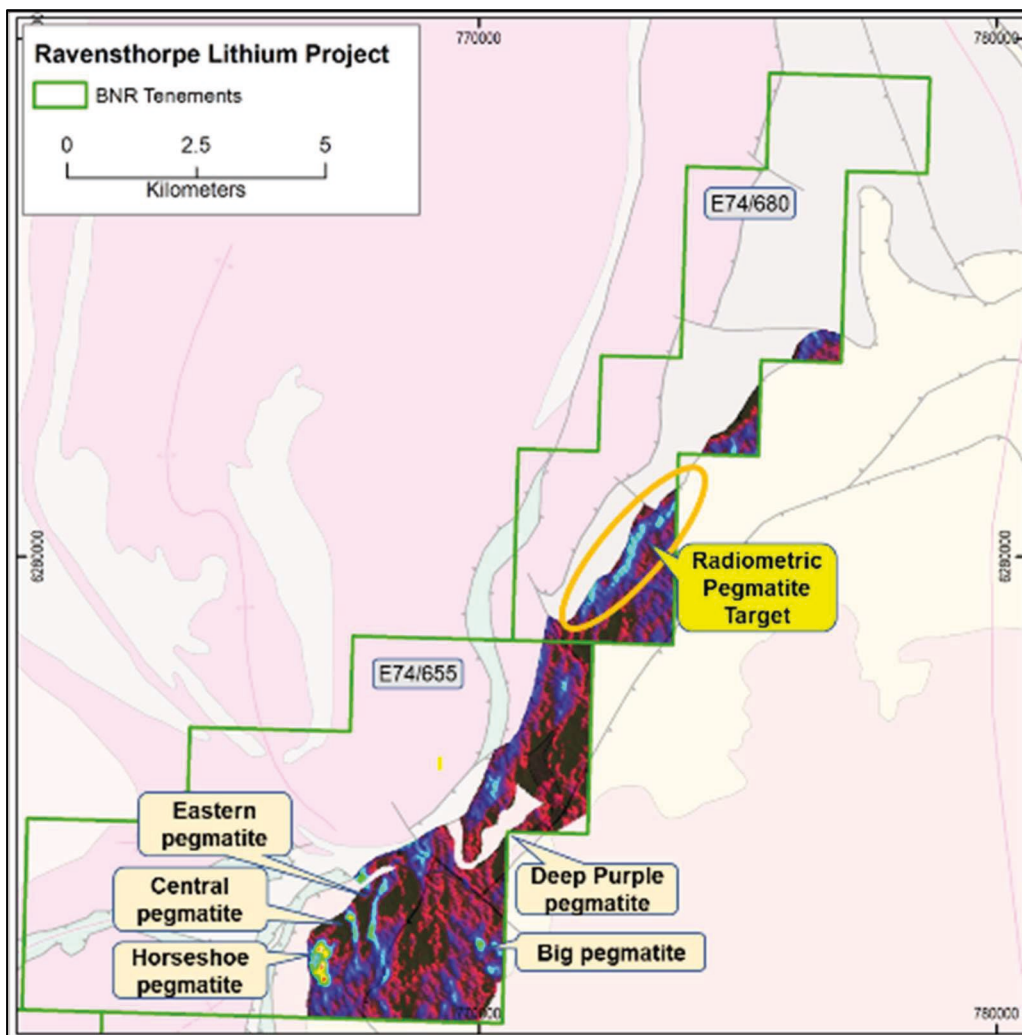 770000
780000
Ravensthorpe Lithium Project
BNR Tenements
0
2.5
5
Kilometers
E74/680
6280000
6280000
Radiometric
Pegmatite
Target
E74/655
Eastern
pegmatite
Central
pegmatite
Horseshoe
pegmatite
Deep Purple
pegmatite
Big pegmatite
770000
780000